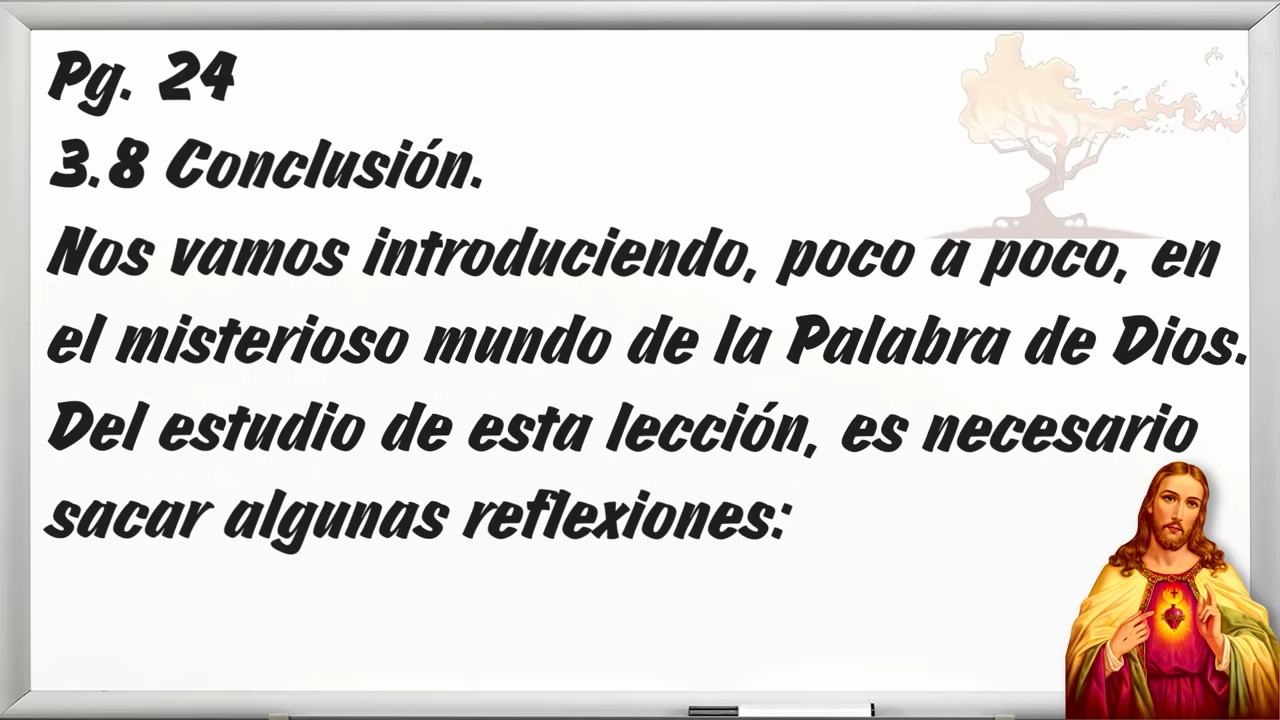 Pg. 24
3.8 Conclusión.
Nos vamos introduciendo, poco a poco, en
el misterioso mundo de la Palabra de Dios.
Del estudio de esta lección, es necesario
sacar algunas reflexiones: